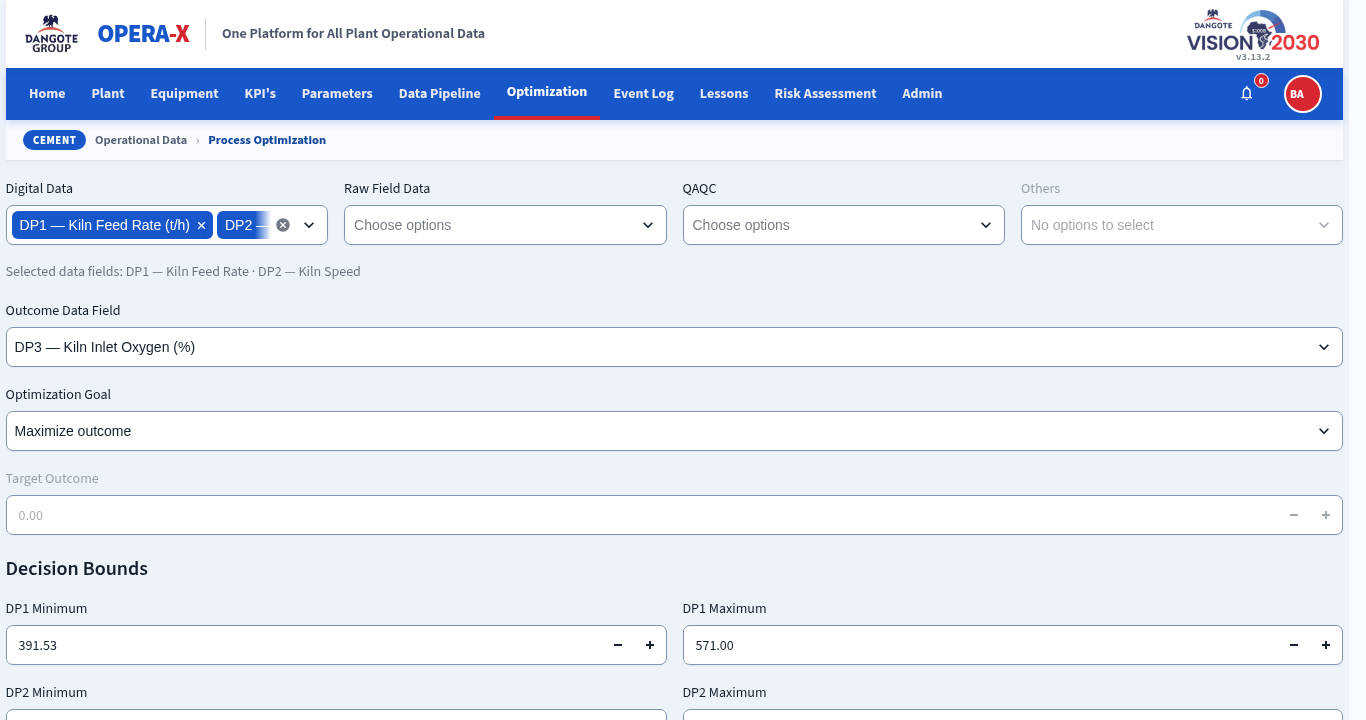 DANGOTE
GROUP
OPERA-X
One Platform for All Plant Operational Data
DANGOTE
VISION 2030
v3.13.2
Home Plant Equipment KPI's Parameters Data Pipeline Optimization Event Log Lessons Risk Assessment Admin 0 BA
CEMENT Operational Data › Process Optimization
Digital Data Raw Field Data QAQC Others
DP1 — Kiln Feed Rate (t/h) × DP2 — Choose options Choose options No options to select
Selected data fields: DP1 — Kiln Feed Rate · DP2 — Kiln Speed
Outcome Data Field
DP3 — Kiln Inlet Oxygen (%)
Optimization Goal
Maximize outcome
Target Outcome
0.00
Decision Bounds
DP1 Minimum DP1 Maximum
391.53 571.00
DP2 Minimum DP2 Maximum